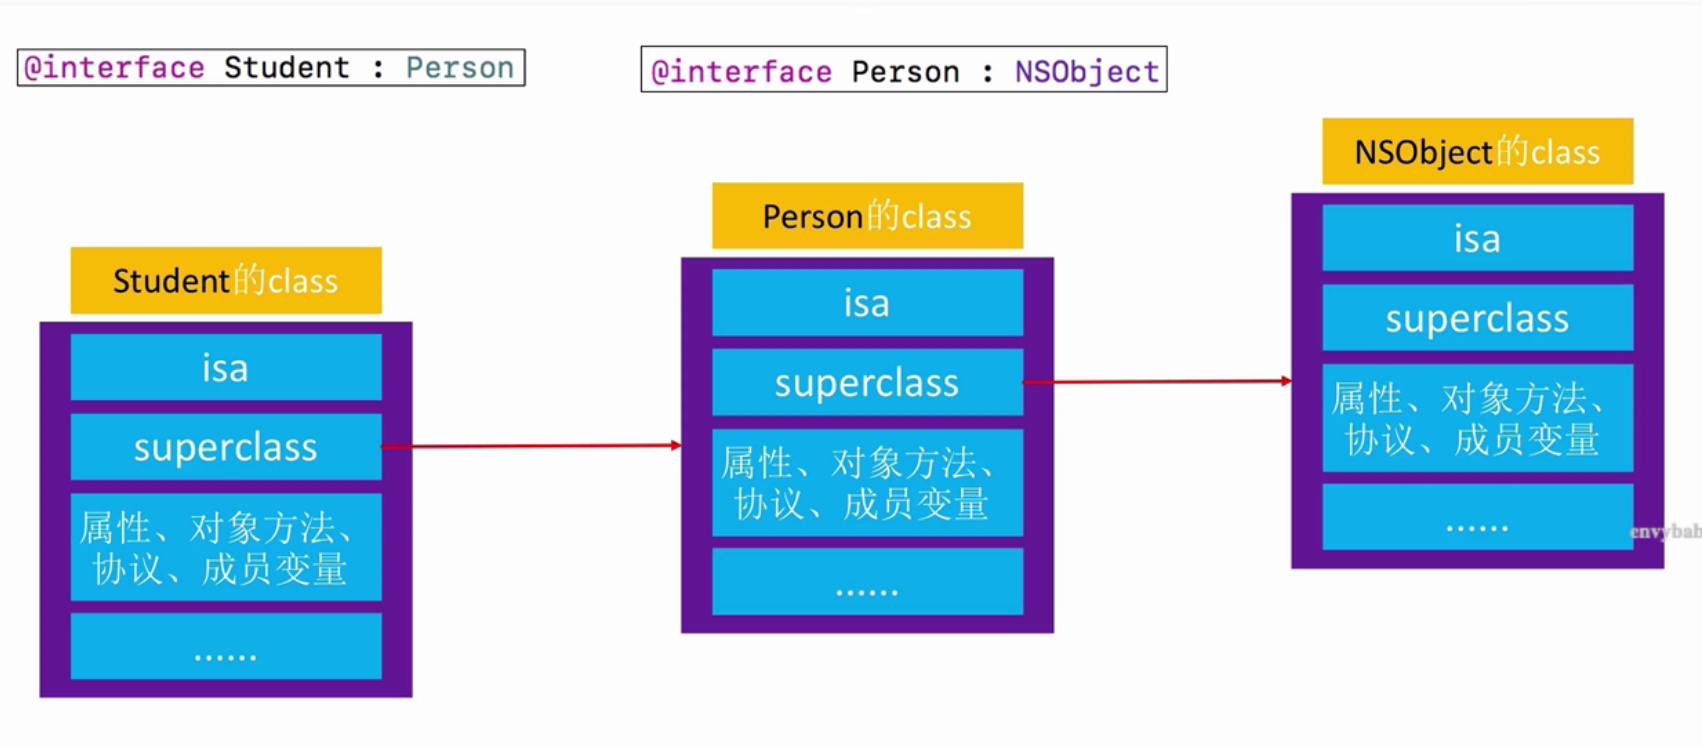 @interface Student : Person
@interface Person : NSObject
Student的class
isa
superclass
属性、对象方法、
协议、成员变量
......
Person的class
isa
superclass
属性、对象方法、
协议、成员变量
......
NSObject的class
isa
superclass
属性、对象方法、
协议、成员变量
......
envybab